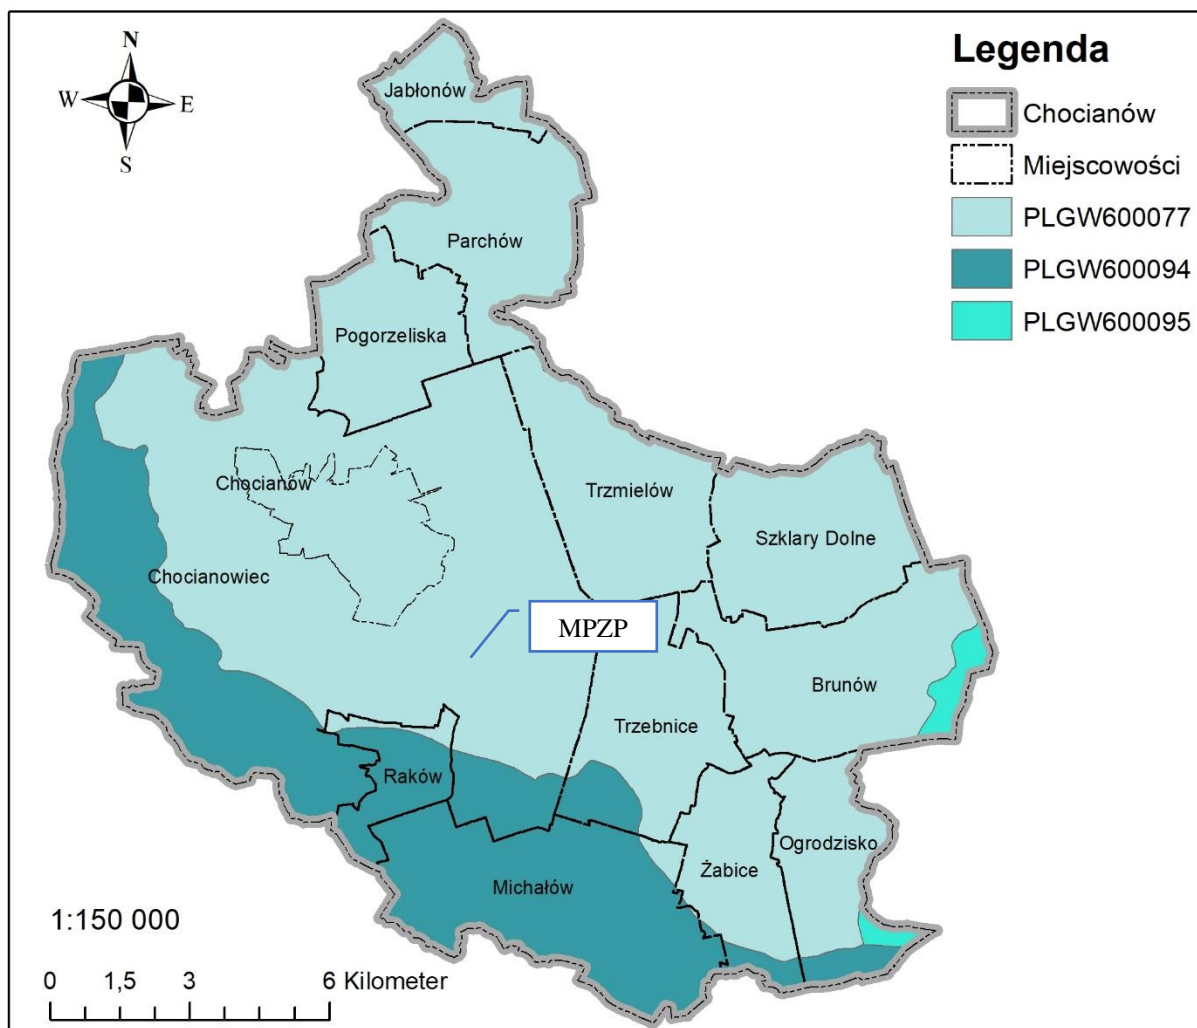 N
W
E
S
Legenda
Chocianów
Miejscowości
PLGW600077
PLGW600094
PLGW600095
Jabłonów
Parchów
Pogorzeliska
Chocianów
Trzmielów
Szklary Dolne
Chocianowiec
MPZP
Brunów
Trzebnice
Raków
Ogrodzisko
Żabice
Michałów
1:150 000
0 1,5 3 6 Kilometer